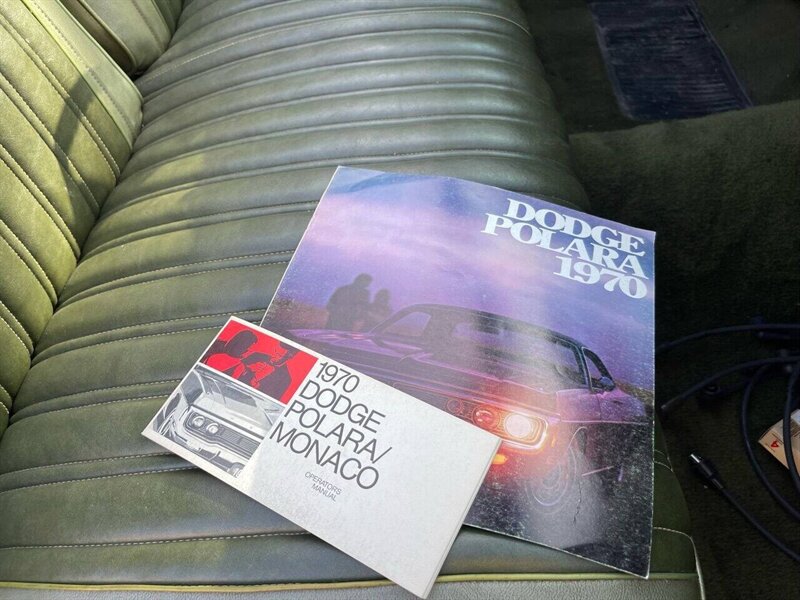 DODGE
POLARA
1970
1970
DODGE
POLARA/
MONACO
OPERATORS
MANUAL